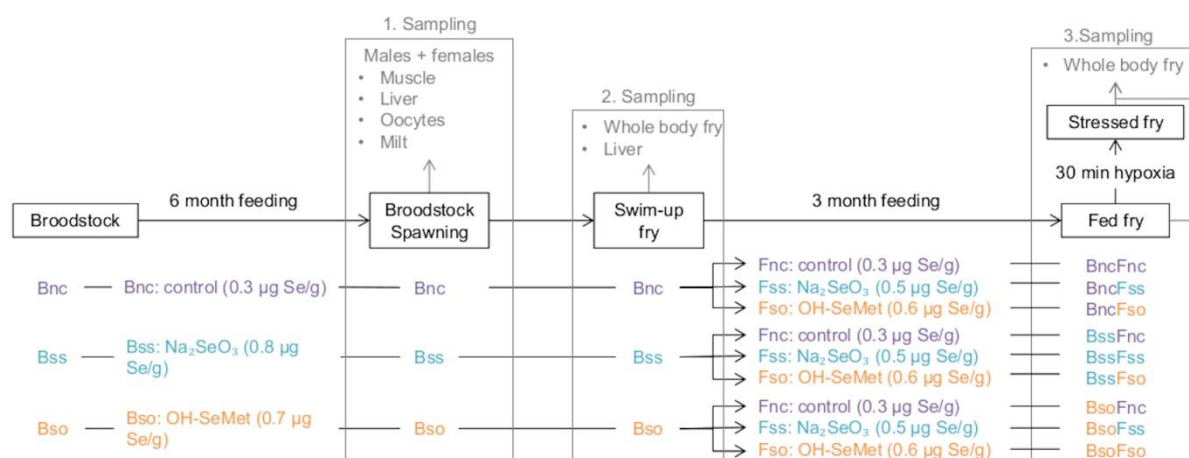 1. Sampling
Males + females
• Muscle
• Liver
• Oocytes
• Milt
2. Sampling
• Whole body fry
• Liver
3.Sampling
• Whole body fry
Stressed fry
30 min hypoxia
Broodstock
6 month feeding
Broodstock
Spawning
Swim-up
fry
3 month feeding
Fed fry
Bnc
Bnc: control (0.3 µg Se/g)
Bnc
Bnc
Fnc: control (0.3 µg Se/g)
BncFnc
Fss: Na₂SeO₃ (0.5 µg Se/g)
BncFss
Fso: OH-SeMet (0.6 µg Se/g)
BncFso
Bss
Bss: Na₂SeO₃ (0.8 µg
Se/g)
Bss
Bss
Fnc: control (0.3 µg Se/g)
BssFnc
Fss: Na₂SeO₃ (0.5 µg Se/g)
BssFss
Fso: OH-SeMet (0.6 µg Se/g)
BssFso
Bso
Bso: OH-SeMet (0.7 µg
Se/g)
Bso
Bso
Fnc: control (0.3 µg Se/g)
BsoFnc
Fss: Na₂SeO₃ (0.5 µg Se/g)
BsoFss
Fso: OH-SeMet (0.6 µg Se/g)
BsoFso